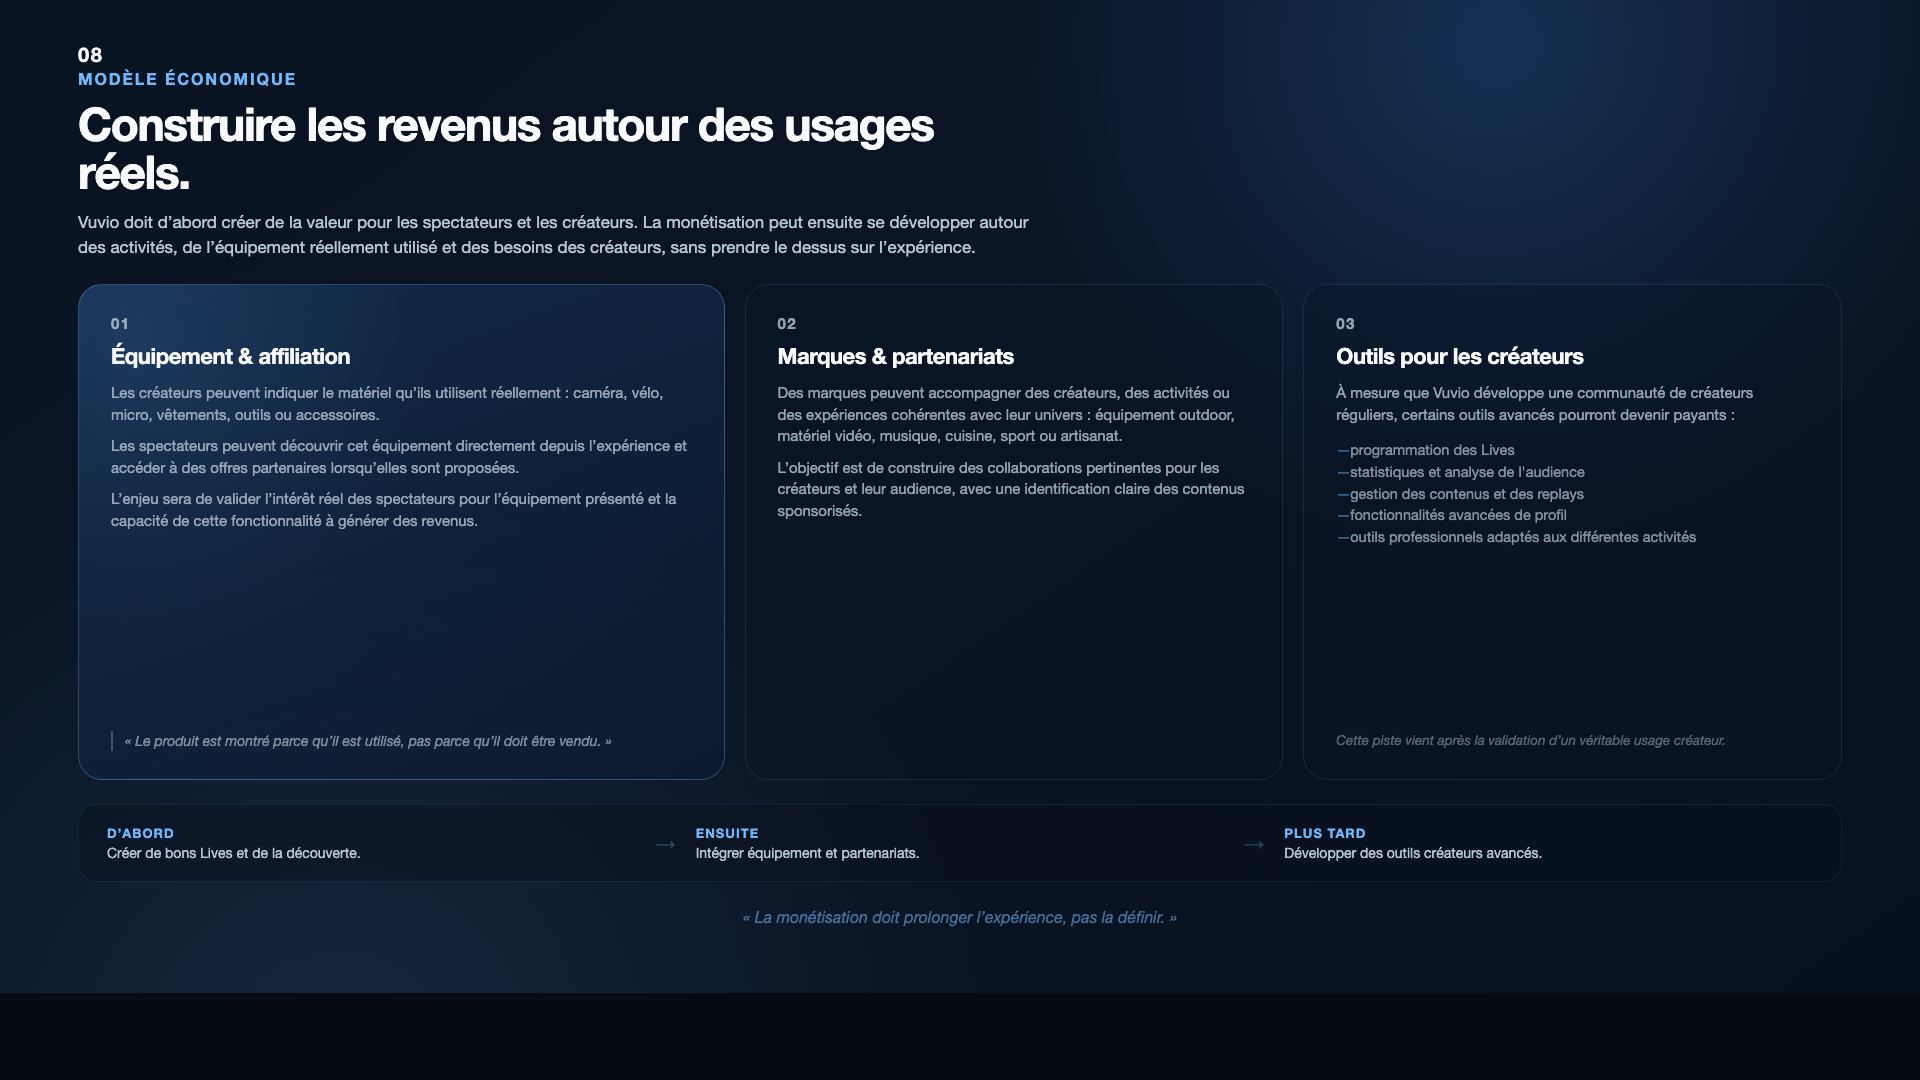 08
MODÈLE ÉCONOMIQUE
Construire les revenus autour des usages
réels.
Vuvio doit d’abord créer de la valeur pour les spectateurs et les créateurs. La monétisation peut ensuite se développer autour
des activités, de l’équipement réellement utilisé et des besoins des créateurs, sans prendre le dessus sur l’expérience.
01
Équipement & affiliation
Les créateurs peuvent indiquer le matériel qu’ils utilisent réellement : caméra, vélo,
micro, vêtements, outils ou accessoires.
Les spectateurs peuvent découvrir cet équipement directement depuis l’expérience et
accéder à des offres partenaires lorsqu’elles sont proposées.
L’enjeu sera de valider l’intérêt réel des spectateurs pour l’équipement présenté et la
capacité de cette fonctionnalité à générer des revenus.
« Le produit est montré parce qu’il est utilisé, pas parce qu’il doit être vendu. »
02
Marques & partenariats
Des marques peuvent accompagner des créateurs, des activités ou
des expériences cohérentes avec leur univers : équipement outdoor,
matériel vidéo, musique, cuisine, sport ou artisanat.
L’objectif est de construire des collaborations pertinentes pour les
créateurs et leur audience, avec une identification claire des contenus
sponsorisés.
03
Outils pour les créateurs
À mesure que Vuvio développe une communauté de créateurs
réguliers, certains outils avancés pourront devenir payants :
—programmation des Lives
—statistiques et analyse de l'audience
—gestion des contenus et des replays
—fonctionnalités avancées de profil
—outils professionnels adaptés aux différentes activités
Cette piste vient après la validation d’un véritable usage créateur.
D’ABORD
Créer de bons Lives et de la découverte.
→
ENSUITE
Intégrer équipement et partenariats.
→
PLUS TARD
Développer des outils créateurs avancés.
« La monétisation doit prolonger l’expérience, pas la définir. »